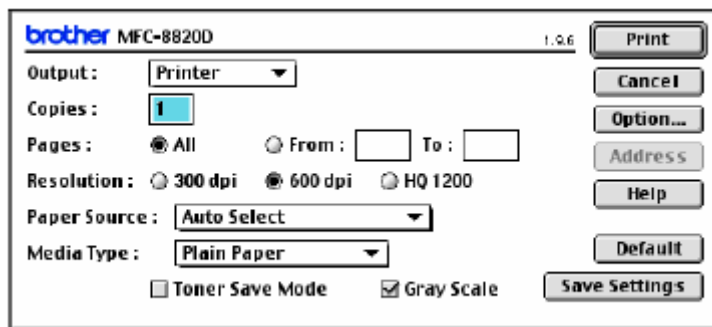 brother MFC-8820D 1.9.6 Print
Output: Printer Cancel
Copies: 1 Option...
Pages: All From: To: Address
Resolution: 300 dpi 600 dpi HQ 1200 Help
Paper Source: Auto Select
Media Type: Plain Paper Default
Toner Save Mode Gray Scale Save Settings